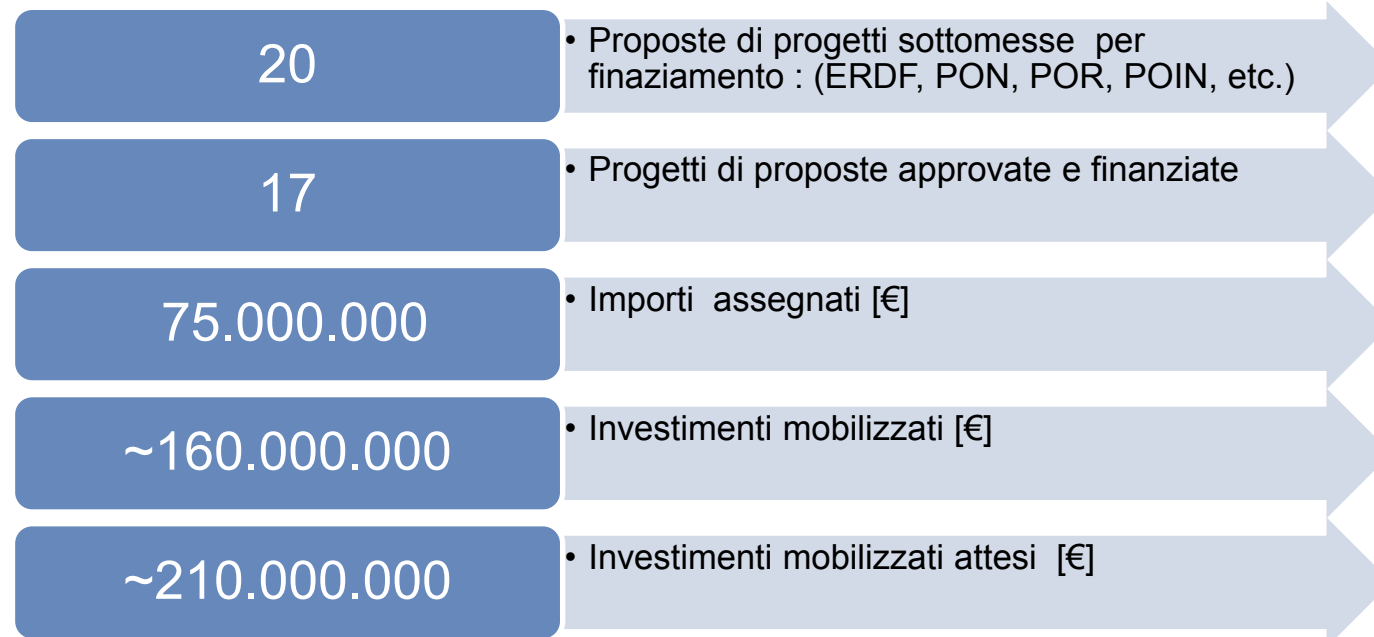 20
• Proposte di progetti sottomesse per
finaziamento : (ERDF, PON, POR, POIN, etc.)
17
• Progetti di proposte approvate e finanziate
75.000.000
• Importi assegnati [€]
~160.000.000
• Investimenti mobilizzati [€]
~210.000.000
• Investimenti mobilizzati attesi [€]